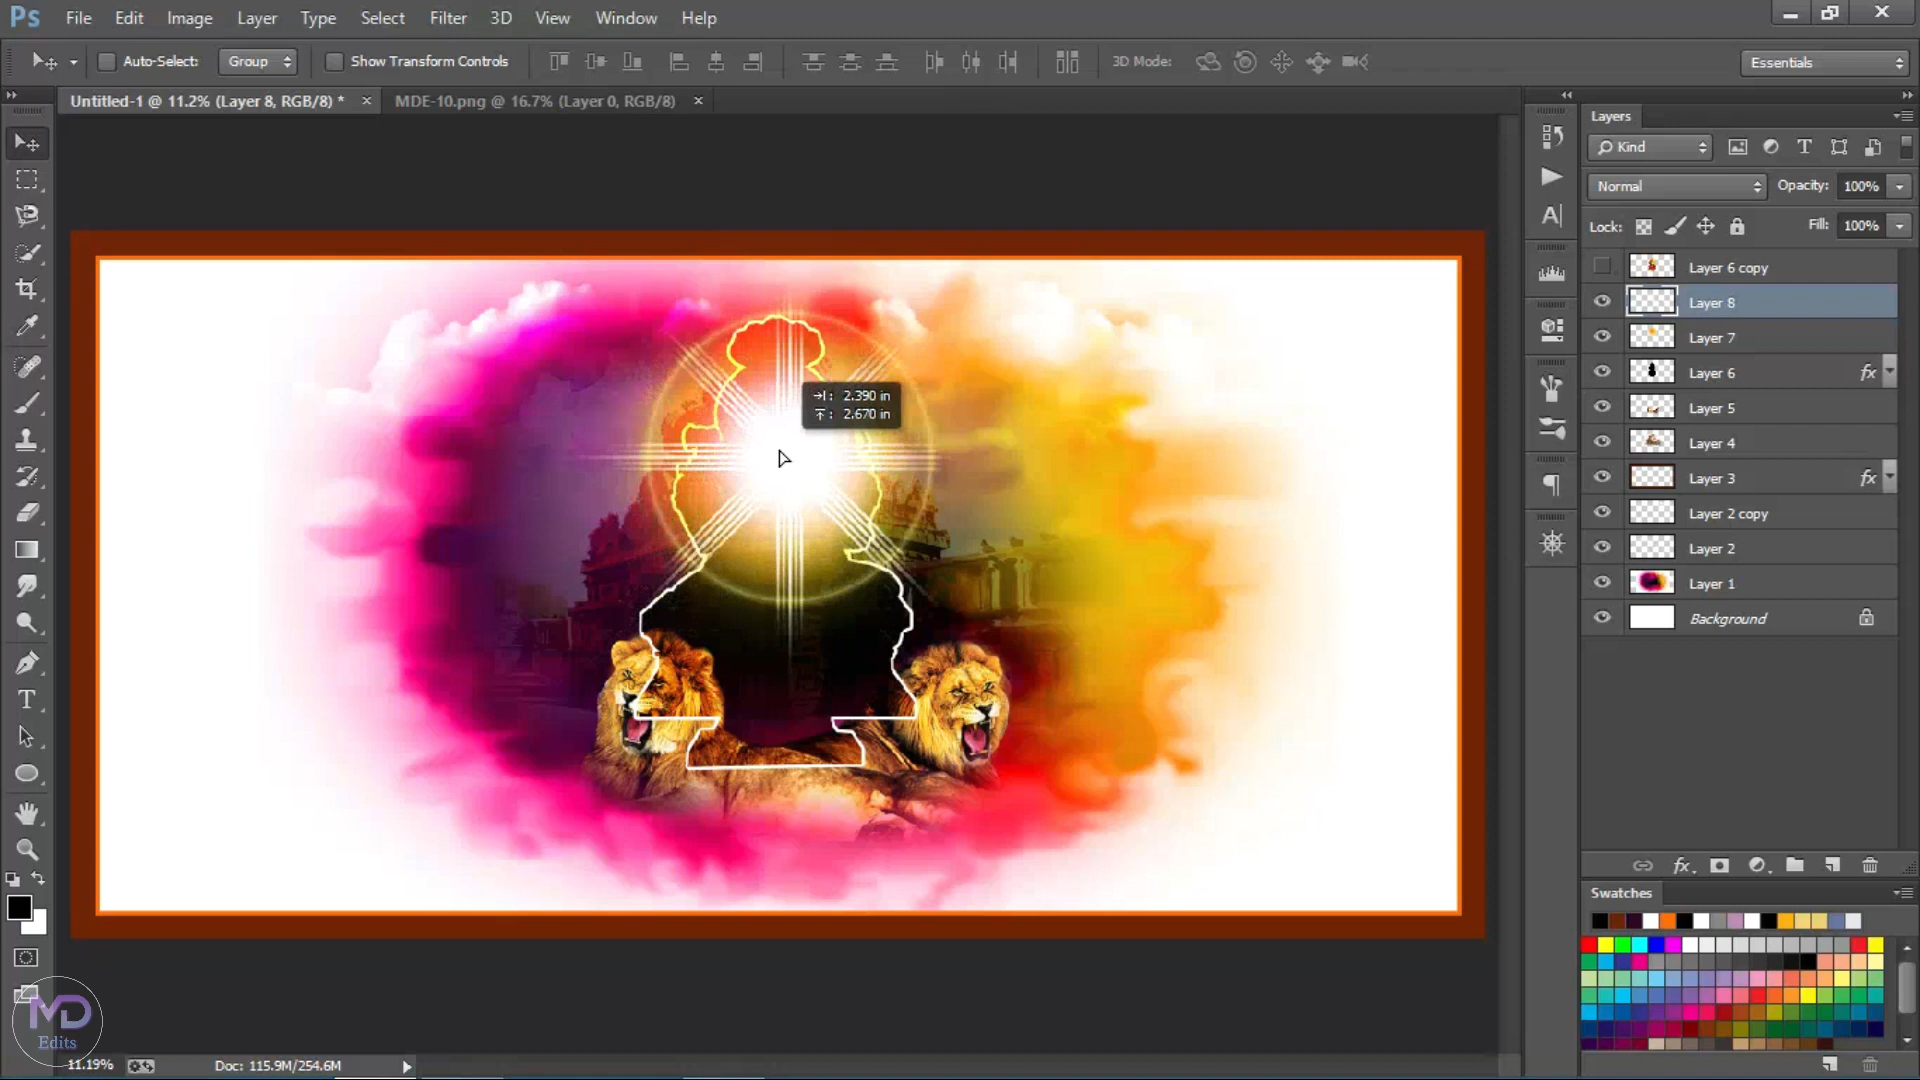 Ps File Edit Image Layer Type Select Filter 3D View Window Help
Auto-Select: Group Show Transform Controls 3D Mode: Essentials
Untitled-1 @ 11.2% (Layer 8, RGB/8) * × MDE-10.png @ 16.7% (Layer 0, RGB/8) ×
Layers
Kind
Normal Opacity: 100%
Lock: Fill: 100%
Layer 6 copy
Layer 8
Layer 7
Layer 6 fx
Layer 5
Layer 4
Layer 3 fx
Layer 2 copy
Layer 2
Layer 1
Background
2.390 in
2.670 in
fx
Swatches
MD
Edits
11.19% Doc: 115.9M/254.6M